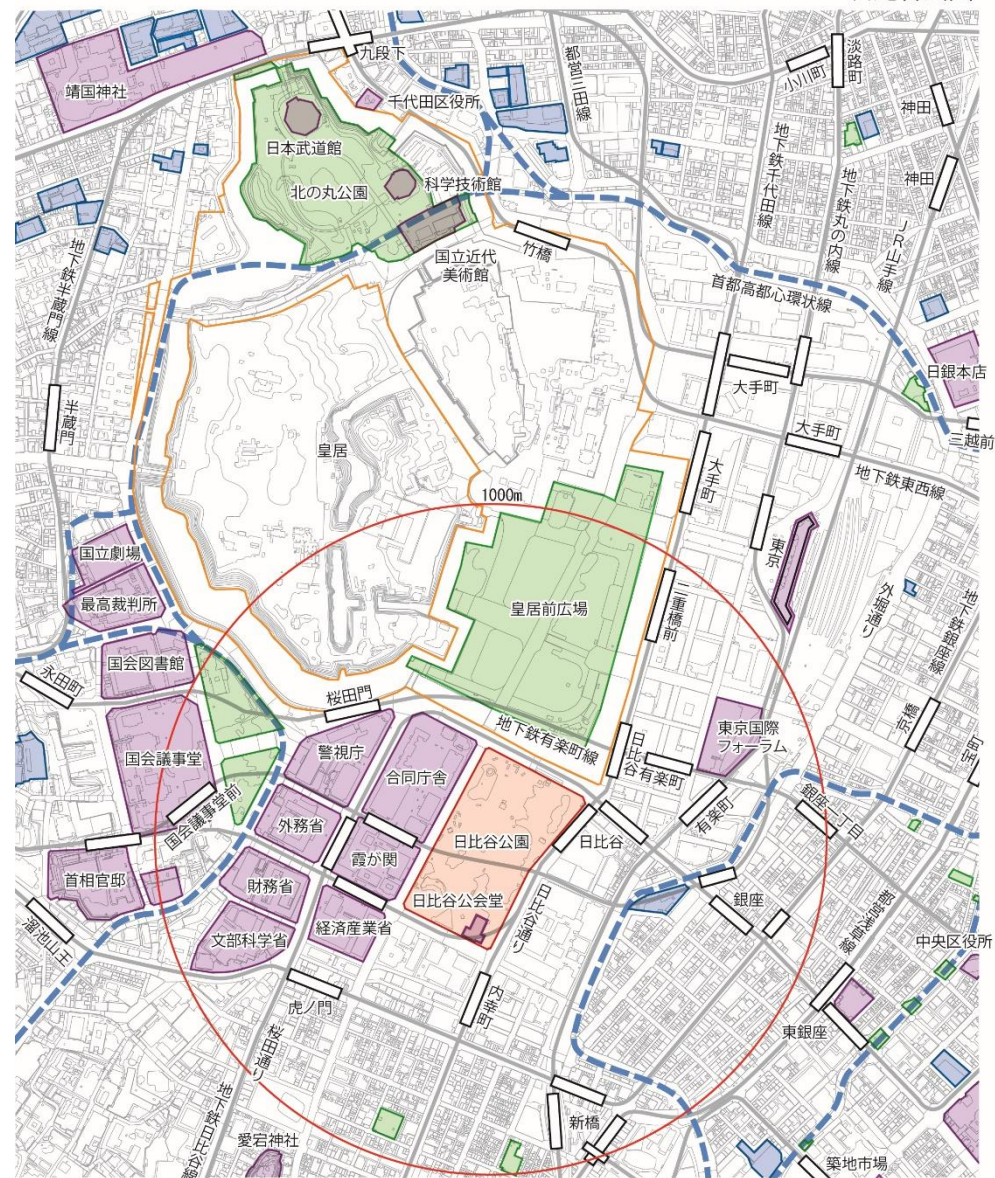 九段下
淡路町
小川町
都営三田線
靖国神社
千代田区役所
神田
日本武道館
地下鉄千代田線
地下鉄丸の内線
科学技術館
北の丸公園
神田
竹橋
国立近代
美術館
JR山手線
地下鉄半蔵門線
首都高都心環状線
日銀本店
大手町
半蔵門
大手町
三越前
皇居
大手町
地下鉄東西線
1000m
東京
国立劇場
最高裁判所
皇居前広場
二重橋前
外堀通り
地下鉄銀座線
国会図書館
永田町
桜田門
京橋
東京国際
フォーラム
地下鉄有楽町線
日比谷
有楽町
宝町
国会議事堂
警視庁
合同庁舎
国会議事堂前
有楽町
銀座一丁目
外務省
日比谷公園
日比谷
霞が関
首相官邸
財務省
日比谷公会堂
日比谷通り
銀座
都営浅草線
溜池山王
文部科学省
経済産業省
中央区役所
虎ノ門
内幸町
東銀座
桜田通り
地下鉄日比谷線
新橋
愛宕神社
築地市場